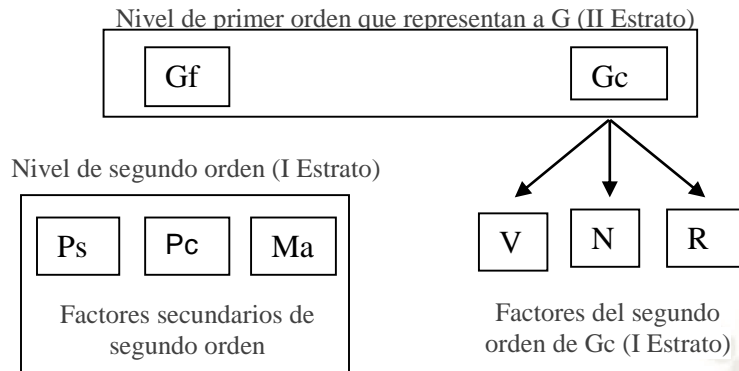 Nivel de primer orden que representan a G (II Estrato)
Gf
Gc
Nivel de segundo orden (I Estrato)
Ps
Pc
Ma
Factores secundarios de
segundo orden
V
N
R
Factores del segundo
orden de Gc (I Estrato)